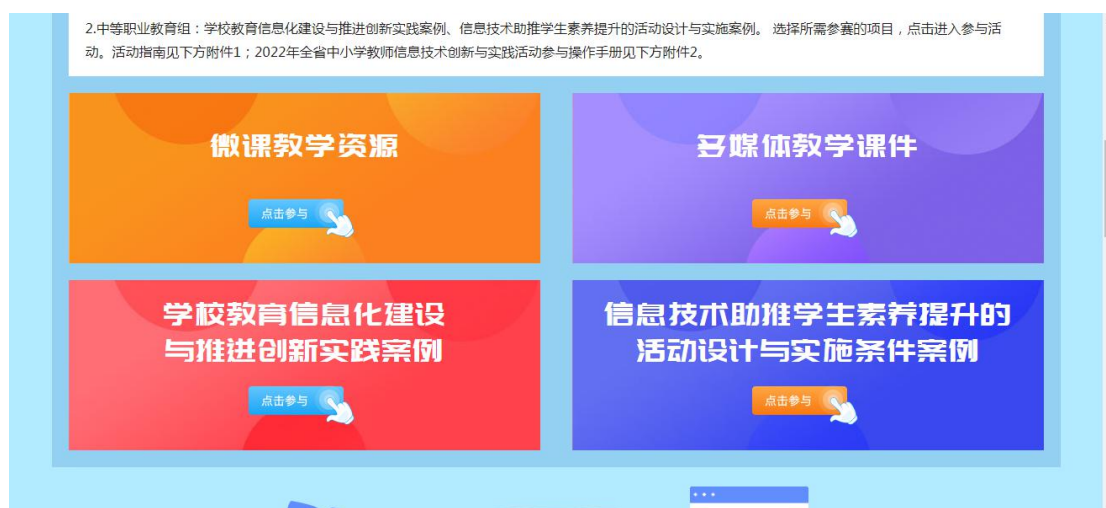 2.中等职业教育组：学校教育信息化建设与推进创新实践案例、信息技术助推学生素养提升的活动设计与实施案例。 选择所需参赛的项目，点击进入参与活
动。活动指南见下方附件1；2022年全省中小学教师信息技术创新与实践活动参与操作手册见下方附件2。
微课教学资源
点击参与
多媒体教学课件
点击参与
学校教育信息化建设
与推进创新实践案例
点击参与
信息技术助推学生素养提升的
活动设计与实施条件案例
点击参与